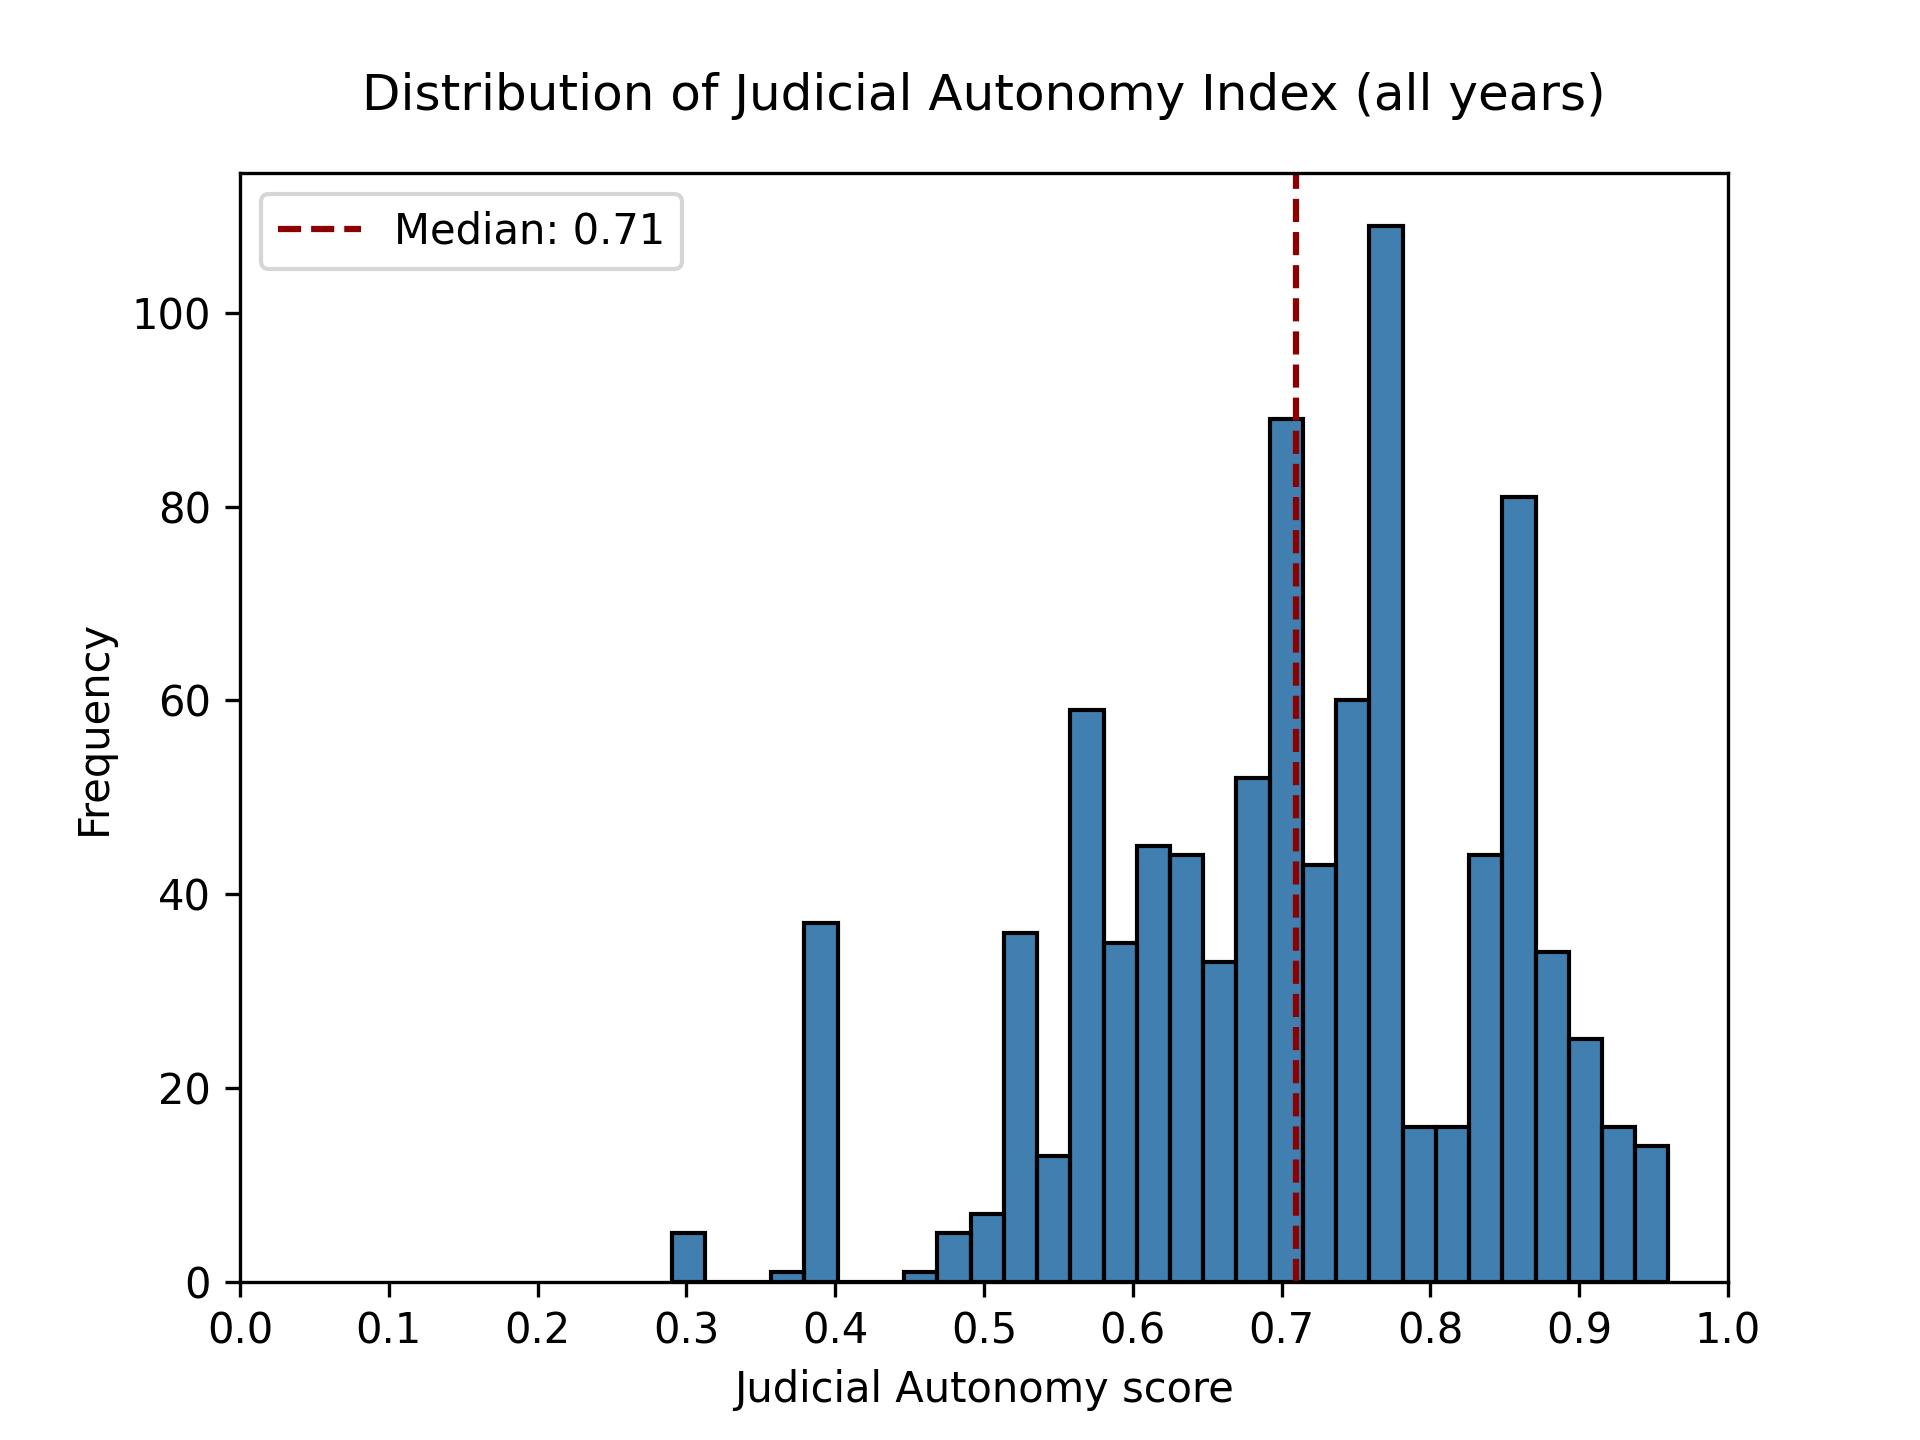 Distribution of Judicial Autonomy Index (all years)
Median: 0.71
Frequency
100
80
60
40
20
0
0.0 0.1 0.2 0.3 0.4 0.5 0.6 0.7 0.8 0.9 1.0
Judicial Autonomy score